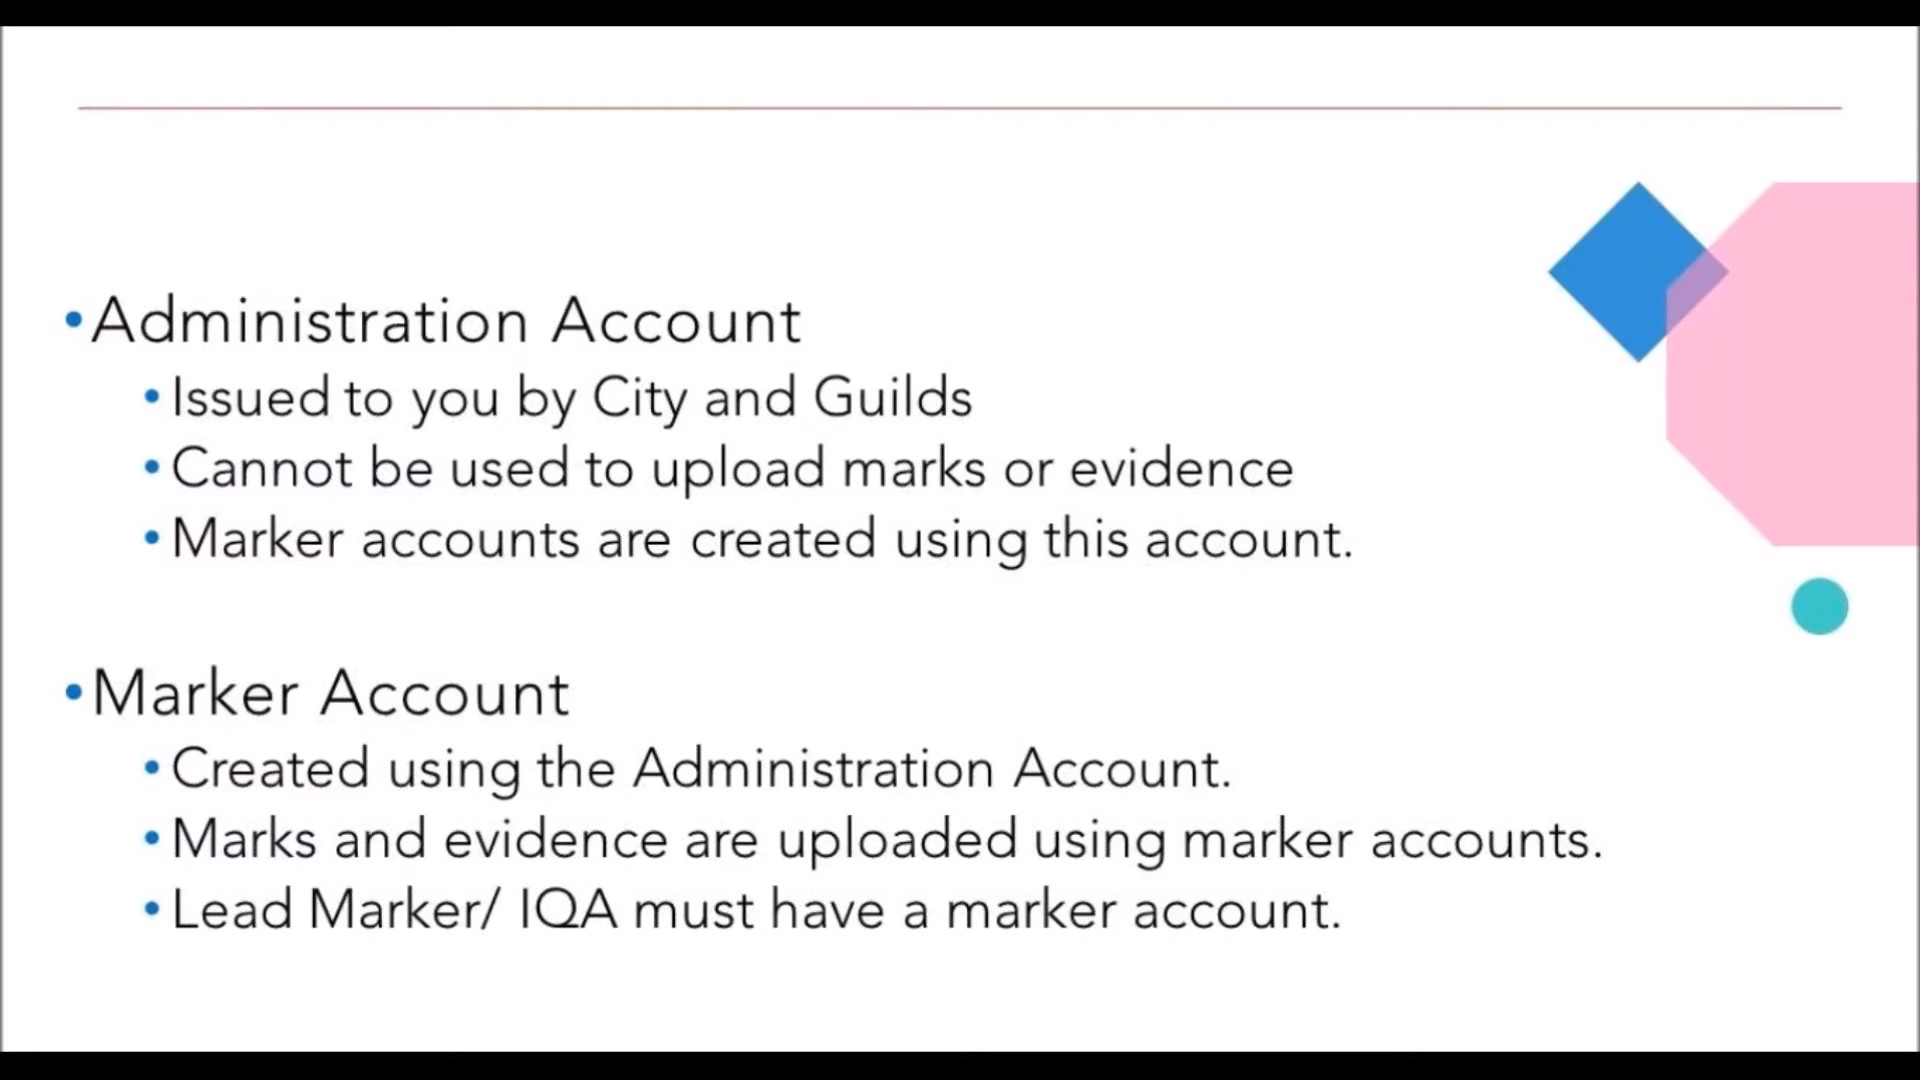 •Administration Account
•Issued to you by City and Guilds
•Cannot be used to upload marks or evidence
•Marker accounts are created using this account.
•Marker Account
•Created using the Administration Account.
•Marks and evidence are uploaded using marker accounts.
•Lead Marker/ IQA must have a marker account.